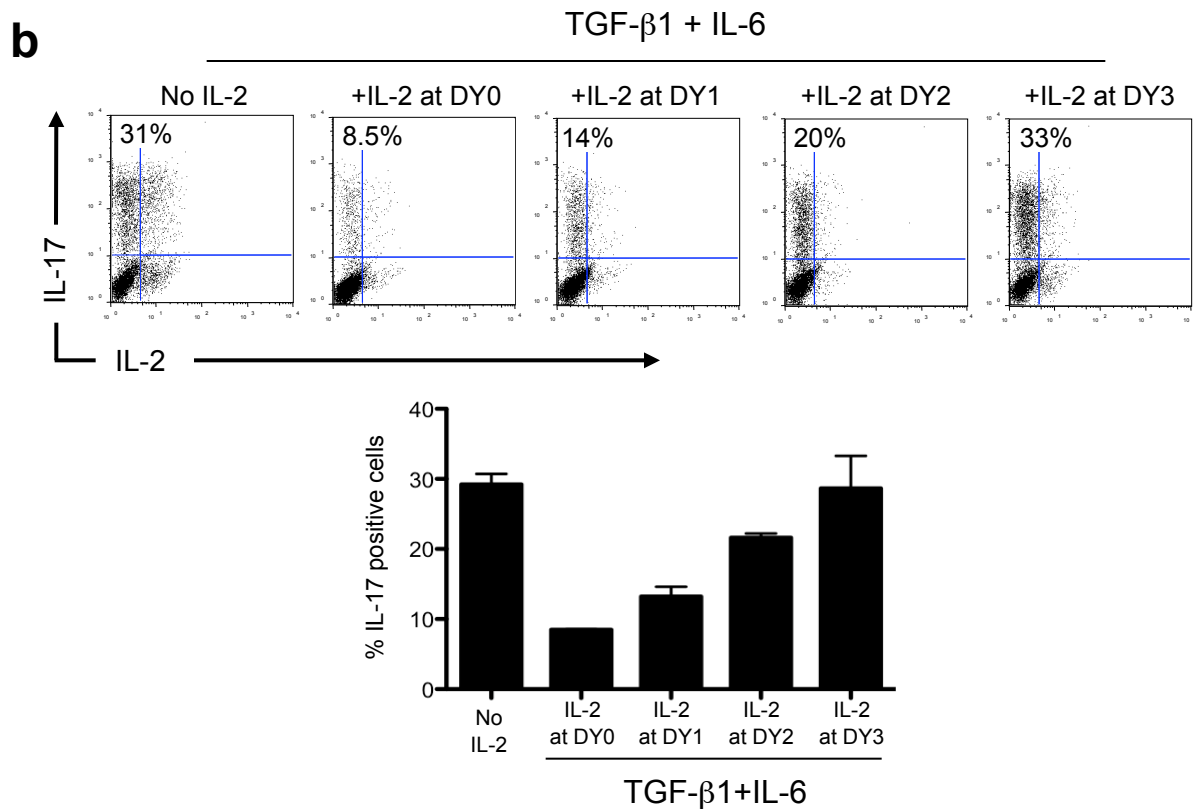 b
TGF-β1 + IL-6
No IL-2 +IL-2 at DY0 +IL-2 at DY1 +IL-2 at DY2 +IL-2 at DY3
31% 8.5% 14% 20% 33%
IL-17
IL-2
% IL-17 positive cells
40
30
20
10
0
No IL-2 IL-2 IL-2 IL-2
IL-2 at DY0 at DY1 at DY2 at DY3
TGF-β1+IL-6